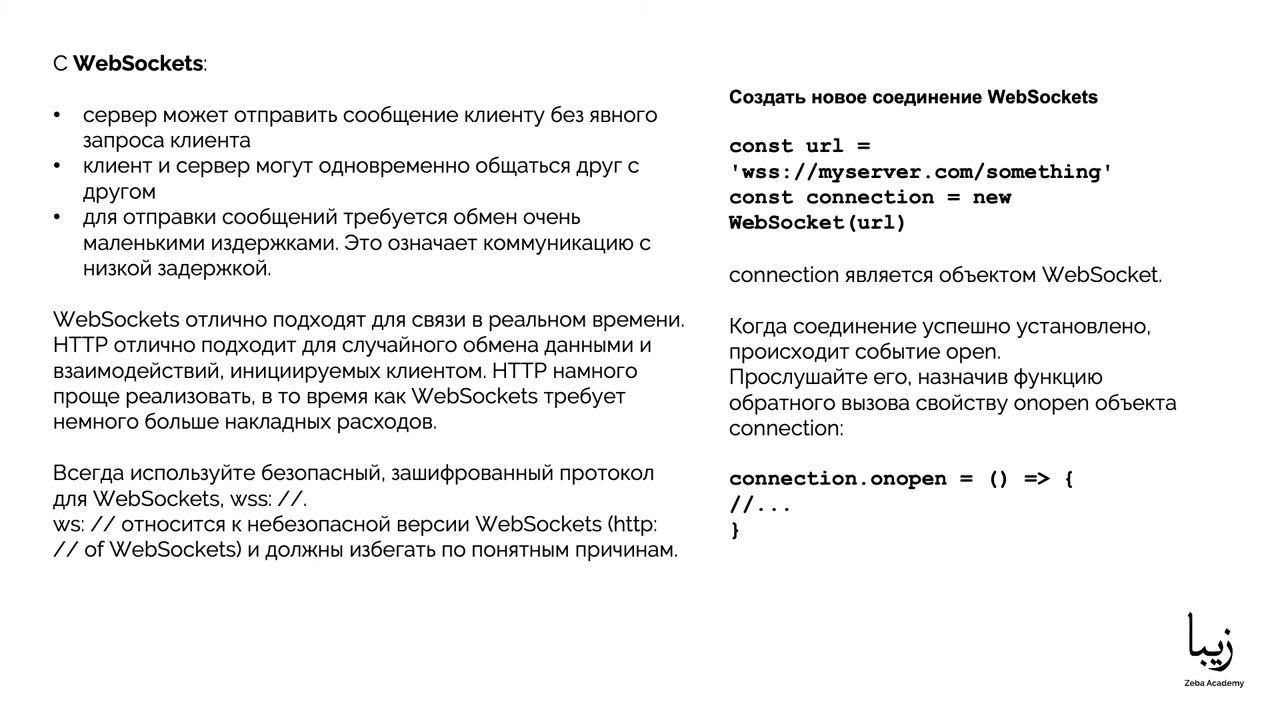 С WebSockets:
• сервер может отправить сообщение клиенту без явного
запроса клиента
• клиент и сервер могут одновременно общаться друг с
другом
• для отправки сообщений требуется обмен очень
маленькими издержками. Это означает коммуникацию с
низкой задержкой.
WebSockets отлично подходят для связи в реальном времени.
HTTP отлично подходит для случайного обмена данными и
взаимодействий, инициируемых клиентом. HTTP намного
проще реализовать, в то время как WebSockets требует
немного больше накладных расходов.
Всегда используйте безопасный, зашифрованный протокол
для WebSockets, wss: //.
ws: // относится к небезопасной версии WebSockets (http:
// of WebSockets) и должны избегать по понятным причинам.
Создать новое соединение WebSockets
const url =
'wss://myserver.com/something'
const connection = new
WebSocket(url)
connection является объектом WebSocket.
Когда соединение успешно установлено,
происходит событие open.
Прослушайте его, назначив функцию
обратного вызова свойству onopen объекта
connection:
connection.onopen = () => {
//...
}
زيبا
Zeba Academy